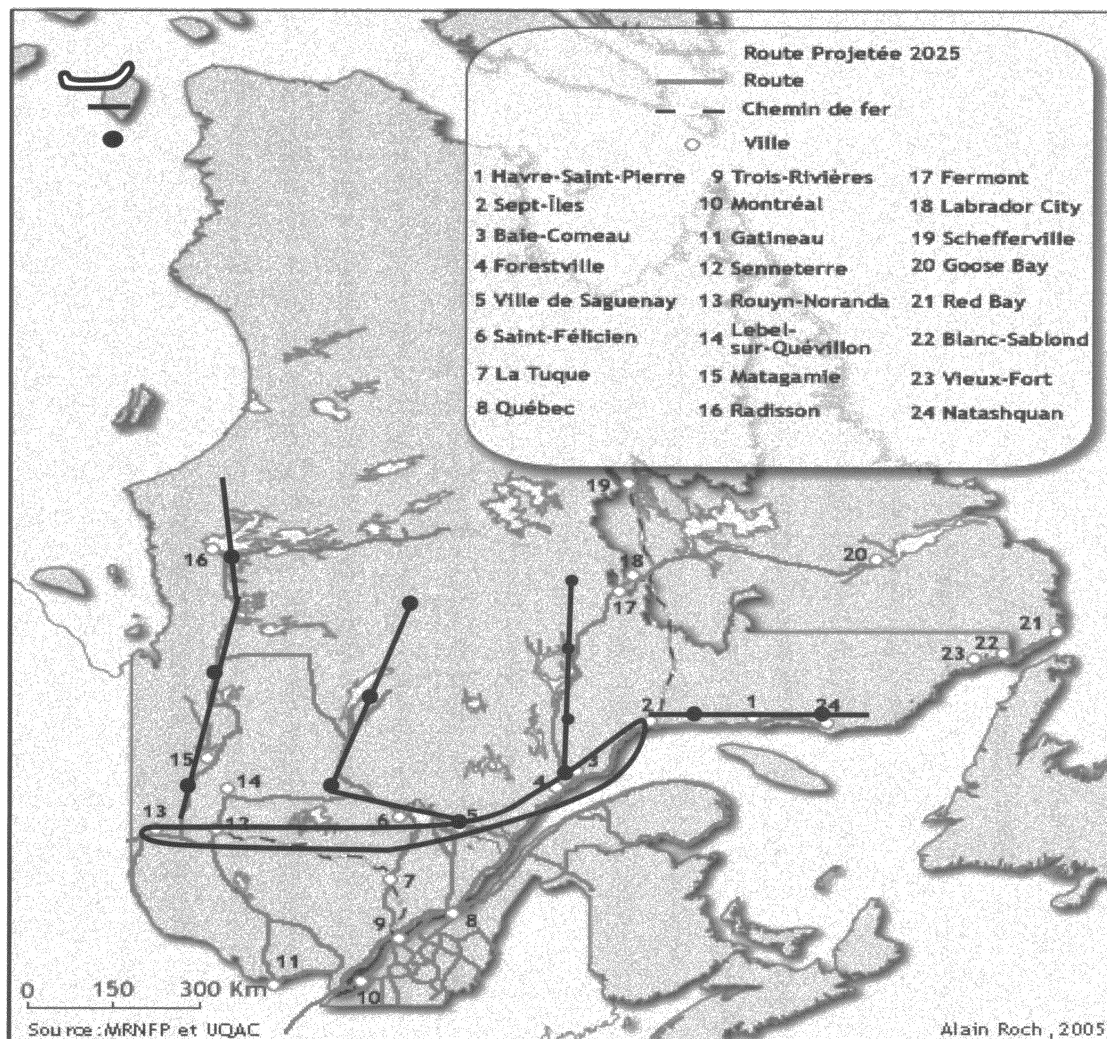 Route Projetée 2025
Route
Chemin de fer
Ville
1 Havre-Saint-Pierre
2 Sept-Îles
3 Baie-Comeau
4 Forestville
5 Ville de Saguenay
6 Saint-Félicien
7 La Tuque
8 Québec
9 Trois-Rivières
10 Montréal
11 Gatineau
12 Senneterre
13 Rouyn-Noranda
14 Lebel-
sur-Quévillon
15 Matagamie
16 Radisson
17 Fermont
18 Labrador City
19 Schefferville
20 Goose Bay
21 Red Bay
22 Blanc-Sablond
23 Vieux-Fort
24 Natashquan
19
16
18
20
17
21
22
23
2
1
24
15
3
14
4
13
12
6
5
7
9
8
11
10
0 150 300 Km
Source:MRNFP et UQAC
Alain Roch, 2005